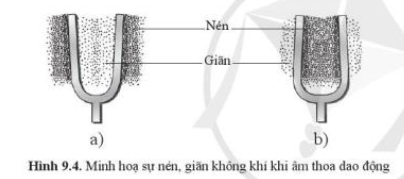 Nén
Giãn
a)
b)
Hình 9.4. Minh hoạ sự nén, giãn không khí khi âm thoa dao động